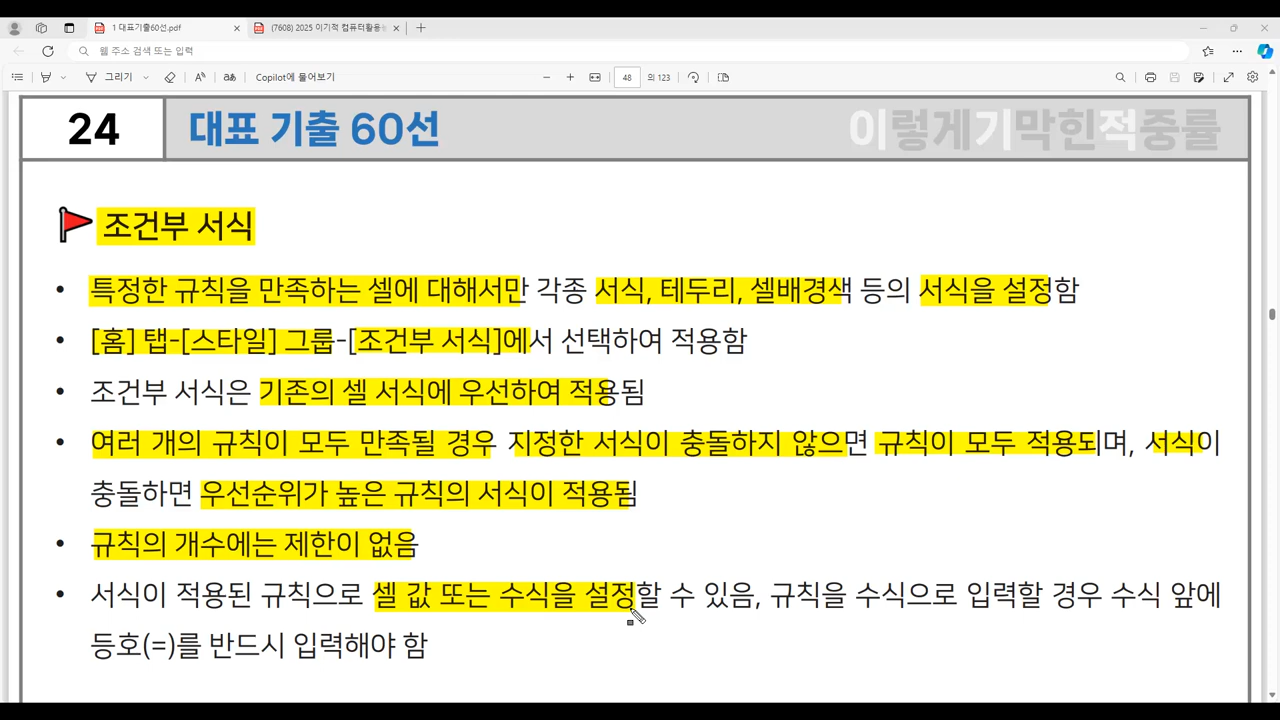 1 대표기출60선.pdf
(7608) 2025 이기적 컴퓨터활용능
웹 주소 검색 또는 입력
그리기
가あ
Copilot에 물어보기
48 의 123
24
대표 기출 60선
이렇게기막힌적중률
조건부 서식
• 특정한 규칙을 만족하는 셀에 대해서만 각종 서식, 테두리, 셀배경색 등의 서식을 설정함
• [홈] 탭-[스타일] 그룹-[조건부 서식]에서 선택하여 적용함
• 조건부 서식은 기존의 셀 서식에 우선하여 적용됨
• 여러 개의 규칙이 모두 만족될 경우 지정한 서식이 충돌하지 않으면 규칙이 모두 적용되며, 서식이
충돌하면 우선순위가 높은 규칙의 서식이 적용됨
• 규칙의 개수에는 제한이 없음
• 서식이 적용된 규칙으로 셀 값 또는 수식을 설정할 수 있음, 규칙을 수식으로 입력할 경우 수식 앞에
등호(=)를 반드시 입력해야 함